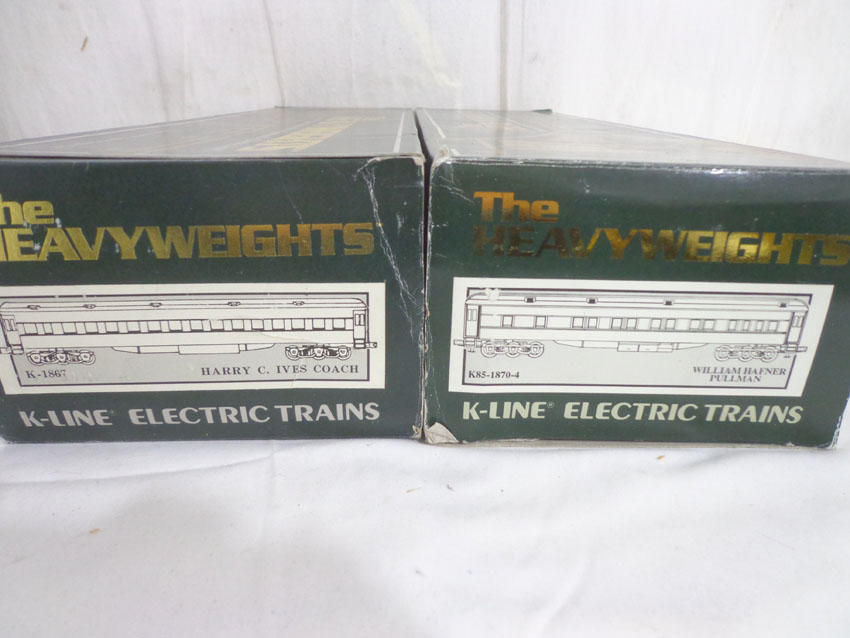 he
HEAVYWEIGHTS
K-1867
HARRY C. IVES COACH
K-LINE® ELECTRIC TRAINS
The
HEAVYWEIGHTS
K85-1870-4
WILLIAM HAFNER
PULLMAN
K-LINE® ELECTRIC TRAINS